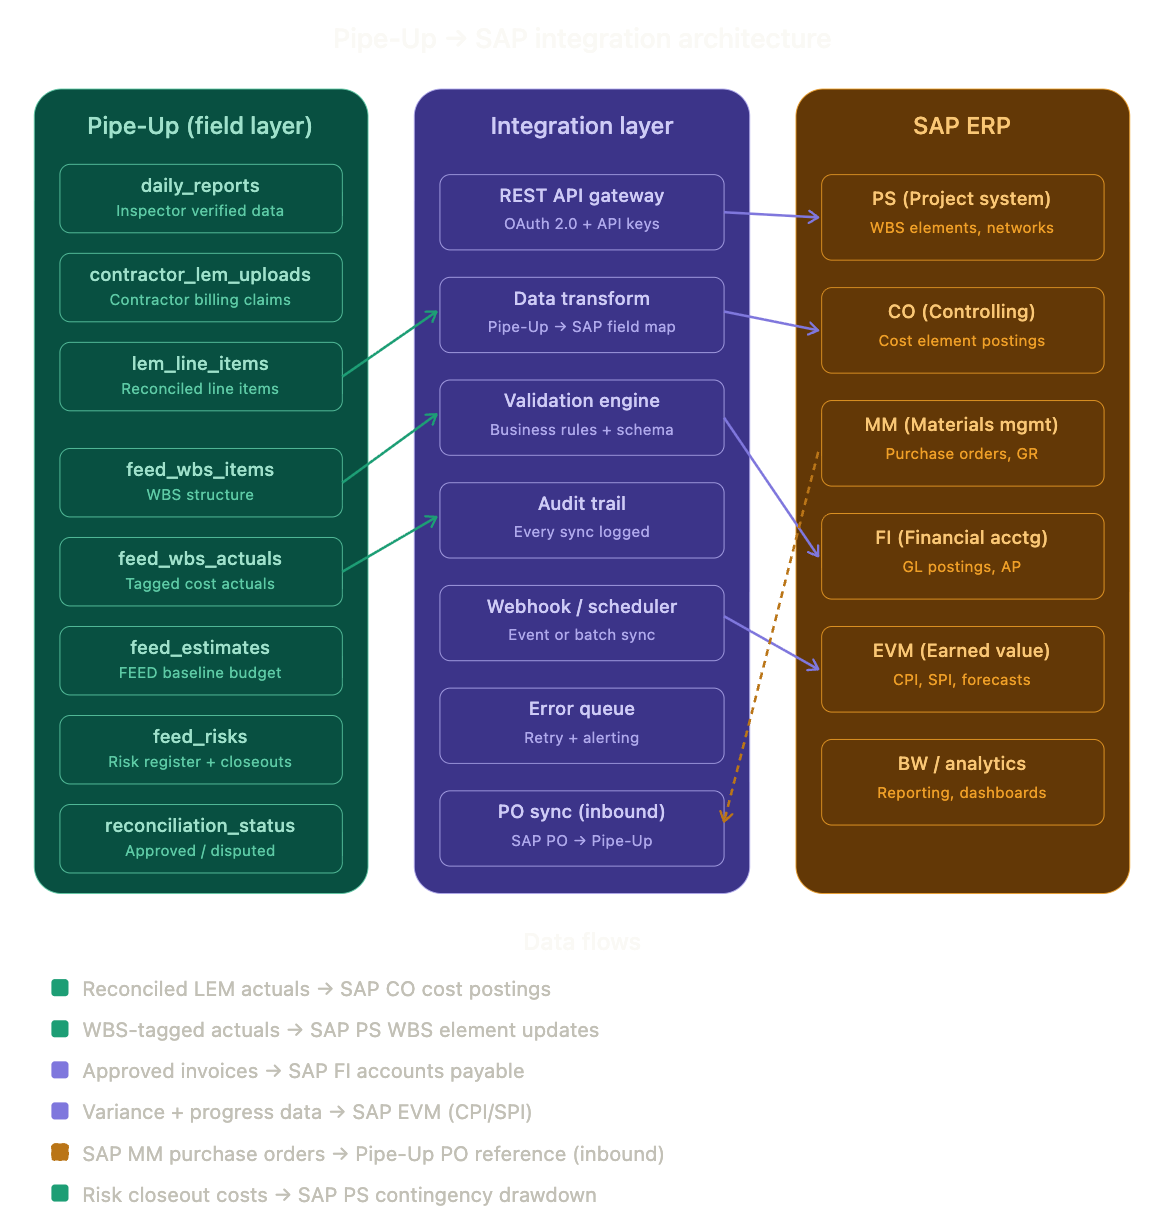 Pipe-Up → SAP integration architecture
Pipe-Up (field layer)
daily_reports
Inspector verified data
contractor_lem_uploads
Contractor billing claims
lem_line_items
Reconciled line items
feed_wbs_items
WBS structure
feed_wbs_actuals
Tagged cost actuals
feed_estimates
FEED baseline budget
feed_risks
Risk register + closeouts
reconciliation_status
Approved / disputed
Integration layer
REST API gateway
OAuth 2.0 + API keys
Data transform
Pipe-Up → SAP field map
Validation engine
Business rules + schema
Audit trail
Every sync logged
Webhook / scheduler
Event or batch sync
Error queue
Retry + alerting
PO sync (inbound)
SAP PO → Pipe-Up
SAP ERP
PS (Project system)
WBS elements, networks
CO (Controlling)
Cost element postings
MM (Materials mgmt)
Purchase orders, GR
FI (Financial acctg)
GL postings, AP
EVM (Earned value)
CPI, SPI, forecasts
BW / analytics
Reporting, dashboards
Data flows
Reconciled LEM actuals → SAP CO cost postings
WBS-tagged actuals → SAP PS WBS element updates
Approved invoices → SAP FI accounts payable
Variance + progress data → SAP EVM (CPI/SPI)
SAP MM purchase orders → Pipe-Up PO reference (inbound)
Risk closeout costs → SAP PS contingency drawdown